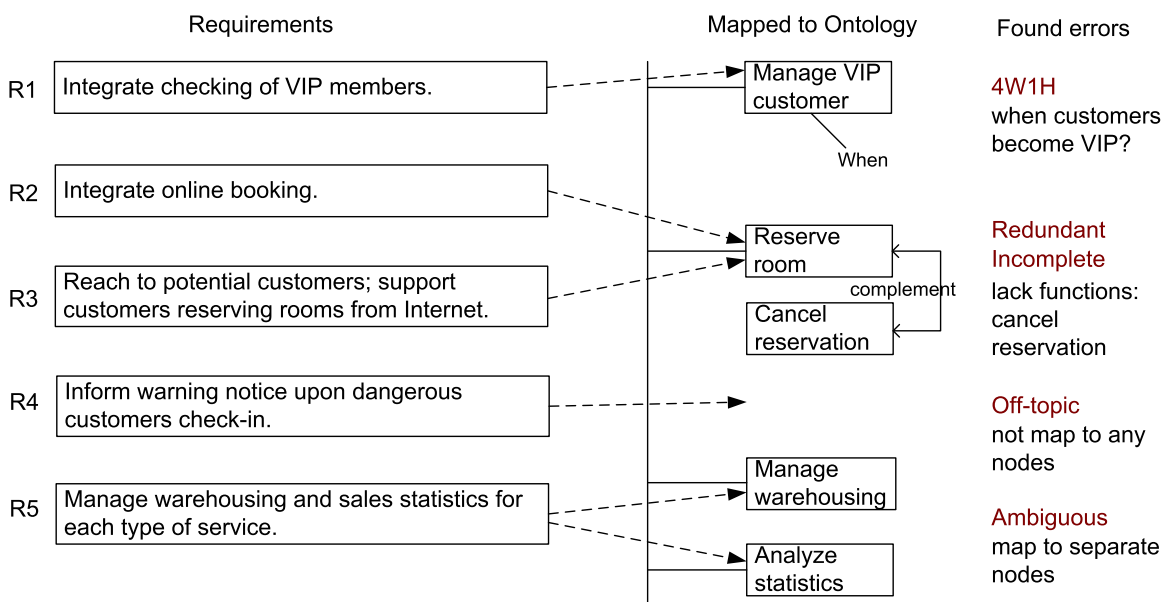 Requirements
Mapped to Ontology
Found errors
R1
Integrate checking of VIP members.
Manage VIP
customer
When
4W1H
when customers
become VIP?
R2
Integrate online booking.
Reserve
room
Redundant
Incomplete
lack functions:
cancel
reservation
R3
Reach to potential customers; support
customers reserving rooms from Internet.
complement
Cancel
reservation
R4
Inform warning notice upon dangerous
customers check-in.
Off-topic
not map to any
nodes
R5
Manage warehousing and sales statistics for
each type of service.
Manage
warehousing
Analyze
statistics
Ambiguous
map to separate
nodes